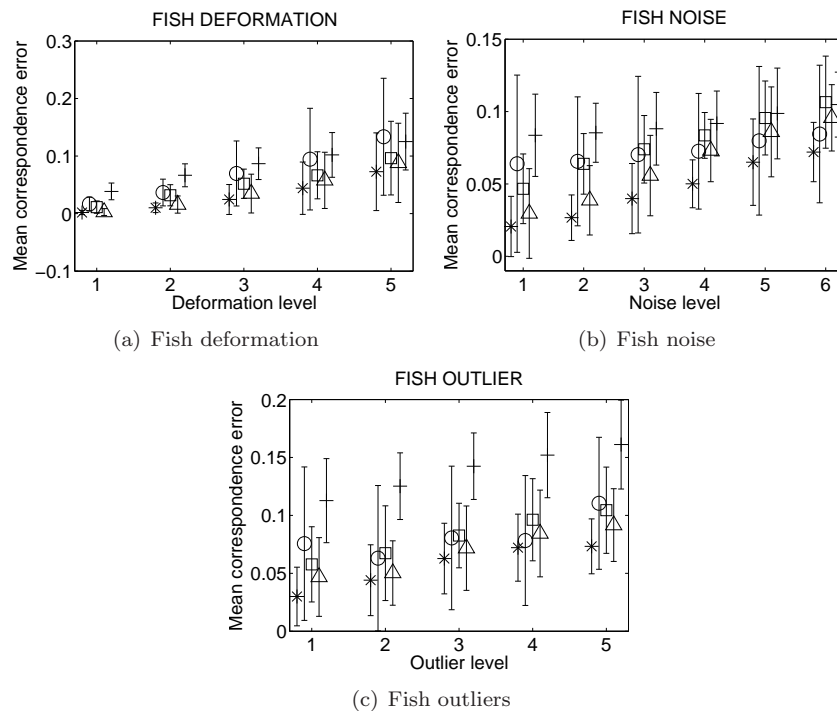 FISH DEFORMATION
Mean correspondence error
0.3
0.2
0.1
0
−0.1
1 2 3 4 5
Deformation level
(a) Fish deformation
FISH NOISE
Mean correspondence error
0.15
0.1
0.05
0
1 2 3 4 5 6
Noise level
(b) Fish noise
FISH OUTLIER
Mean correspondence error
0.2
0.15
0.1
0.05
0
1 2 3 4 5
Outlier level
(c) Fish outliers